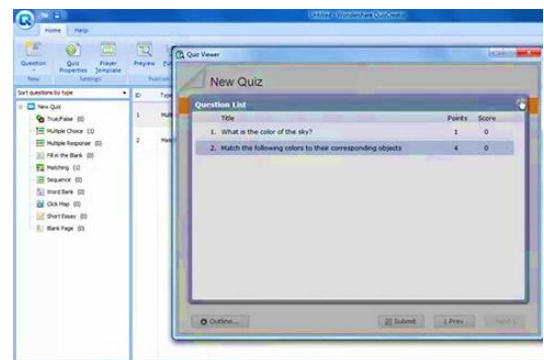 Untitled - Wondershare QuizCreator
Home Help
Question
Quiz Properties
Flayer Template
Preview
New
Settings
Sort questions by type
ID
New Quiz
True/False (0)
Multiple Choice (1)
Multiple Response (0)
Fill in the Blank (0)
Matching (1)
Sequence (0)
Word Bank (0)
Click Map (0)
Short Essay (0)
Blank Page (0)
1
2
Quiz Viewer
New Quiz
Question List
Title Points Score
1. What is the color of the sky? 1 0
2. Match the following colors to their corresponding objects 4 0
Outline...
Submit
Prev
Next